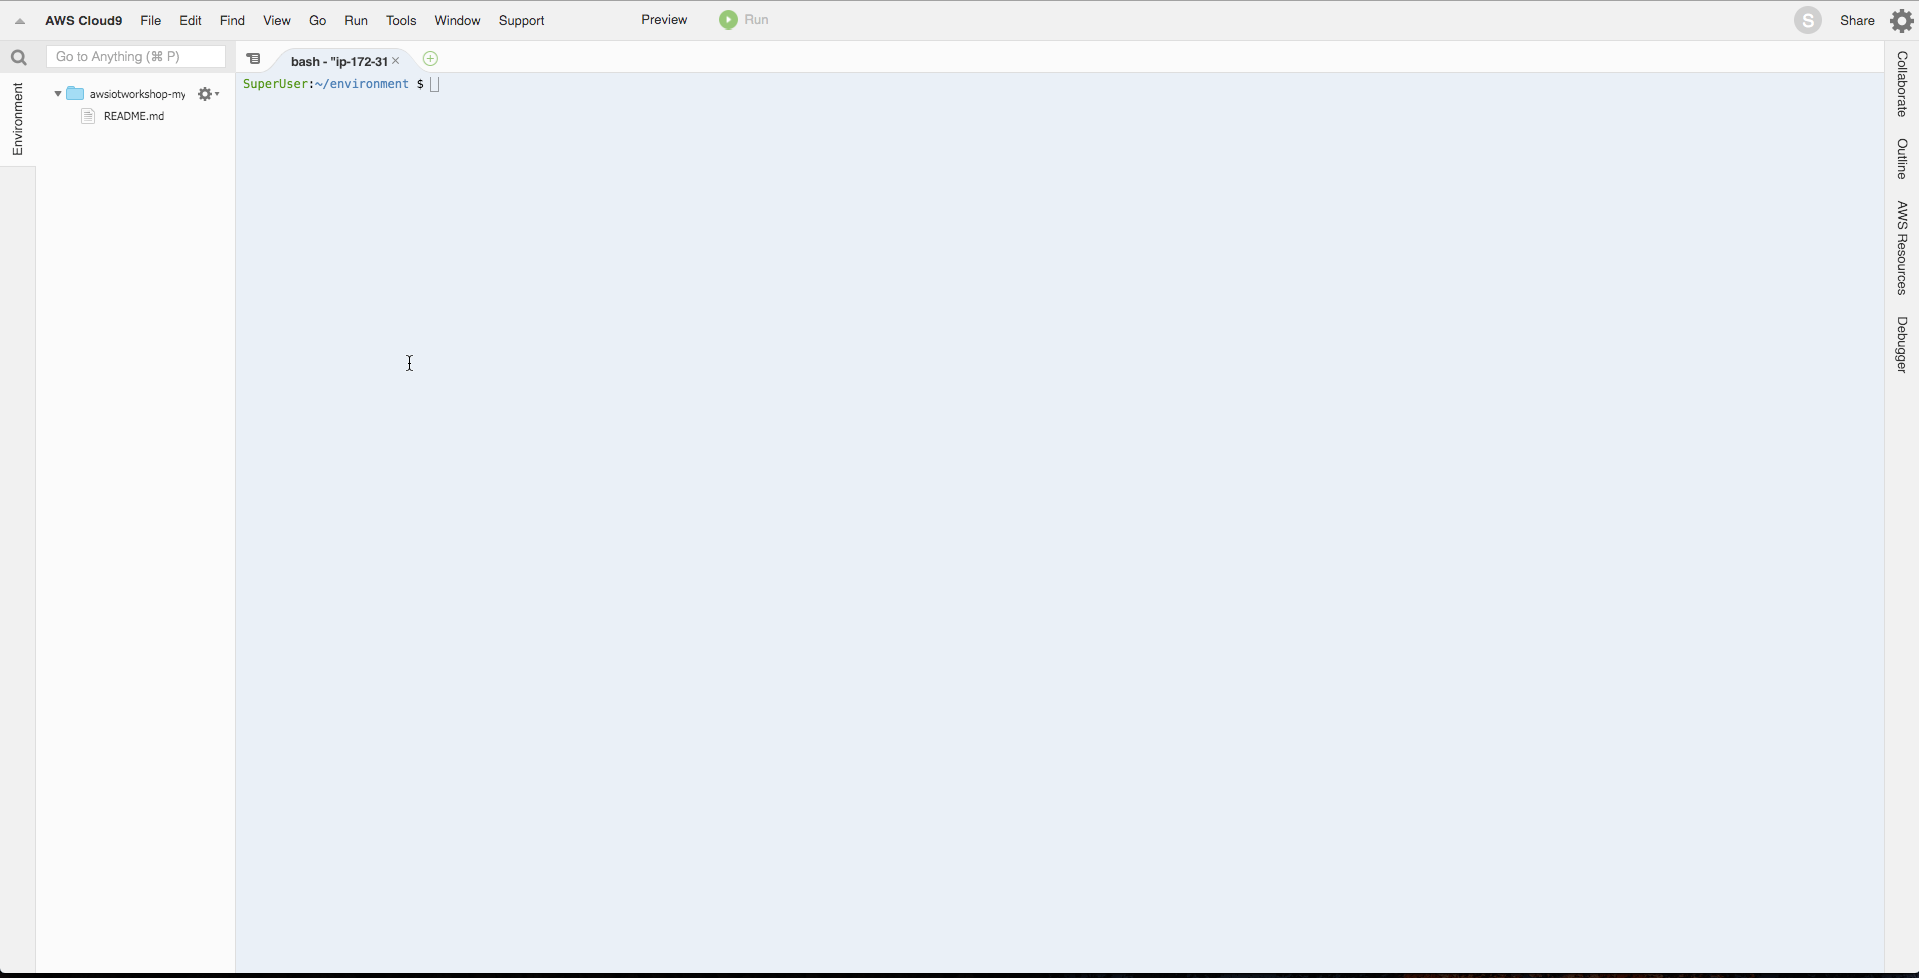 AWS Cloud9 File Edit Find View Go Run Tools Window Support Preview Run S Share
Go to Anything (⌘ P)
bash - "ip-172-31 ×
Environment
awsiotworkshop-my
README.md
SuperUser:~/environment $
Collaborate
Outline
AWS Resources
Debugger